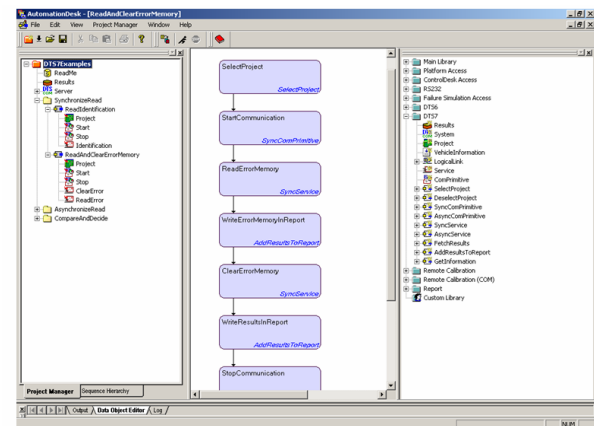 AutomationDesk - [ReadAndClearErrorMemory]
File Edit View Project Manager Window Help
DTS7Examples
ReadMe
Results
Server
SynchronizeRead
ReadIdentification
Project
Start
Stop
Identification
ReadAndClearErrorMemory
Project
Start
Stop
ClearError
ReadError
AsynchronizeRead
CompareAndDecide
Project Manager
Sequence Hierarchy
SelectProject
SelectProject
StartCommunication
SyncComPrimitive
ReadErrorMemory
SyncService
WriteErrorMemoryInReport
AddResultsToReport
ClearErrorMemory
SyncService
WriteResultsInReport
AddResultsToReport
StopCommunication
Main Library
Platform Access
ControlDesk Access
RS232
Failure Simulation Access
DTS6
DTS7
Results
System
Project
VehicleInformation
LogicalLink
Service
ComPrimitive
SelectProject
DeselectProject
SyncComPrimitive
AsyncComPrimitive
SyncService
AsyncService
FetchResults
AddResultsToReport
GetInformation
Remote Calibration
Remote Calibration (COM)
Report
Custom Library
Output Data Object Editor Log
NUM